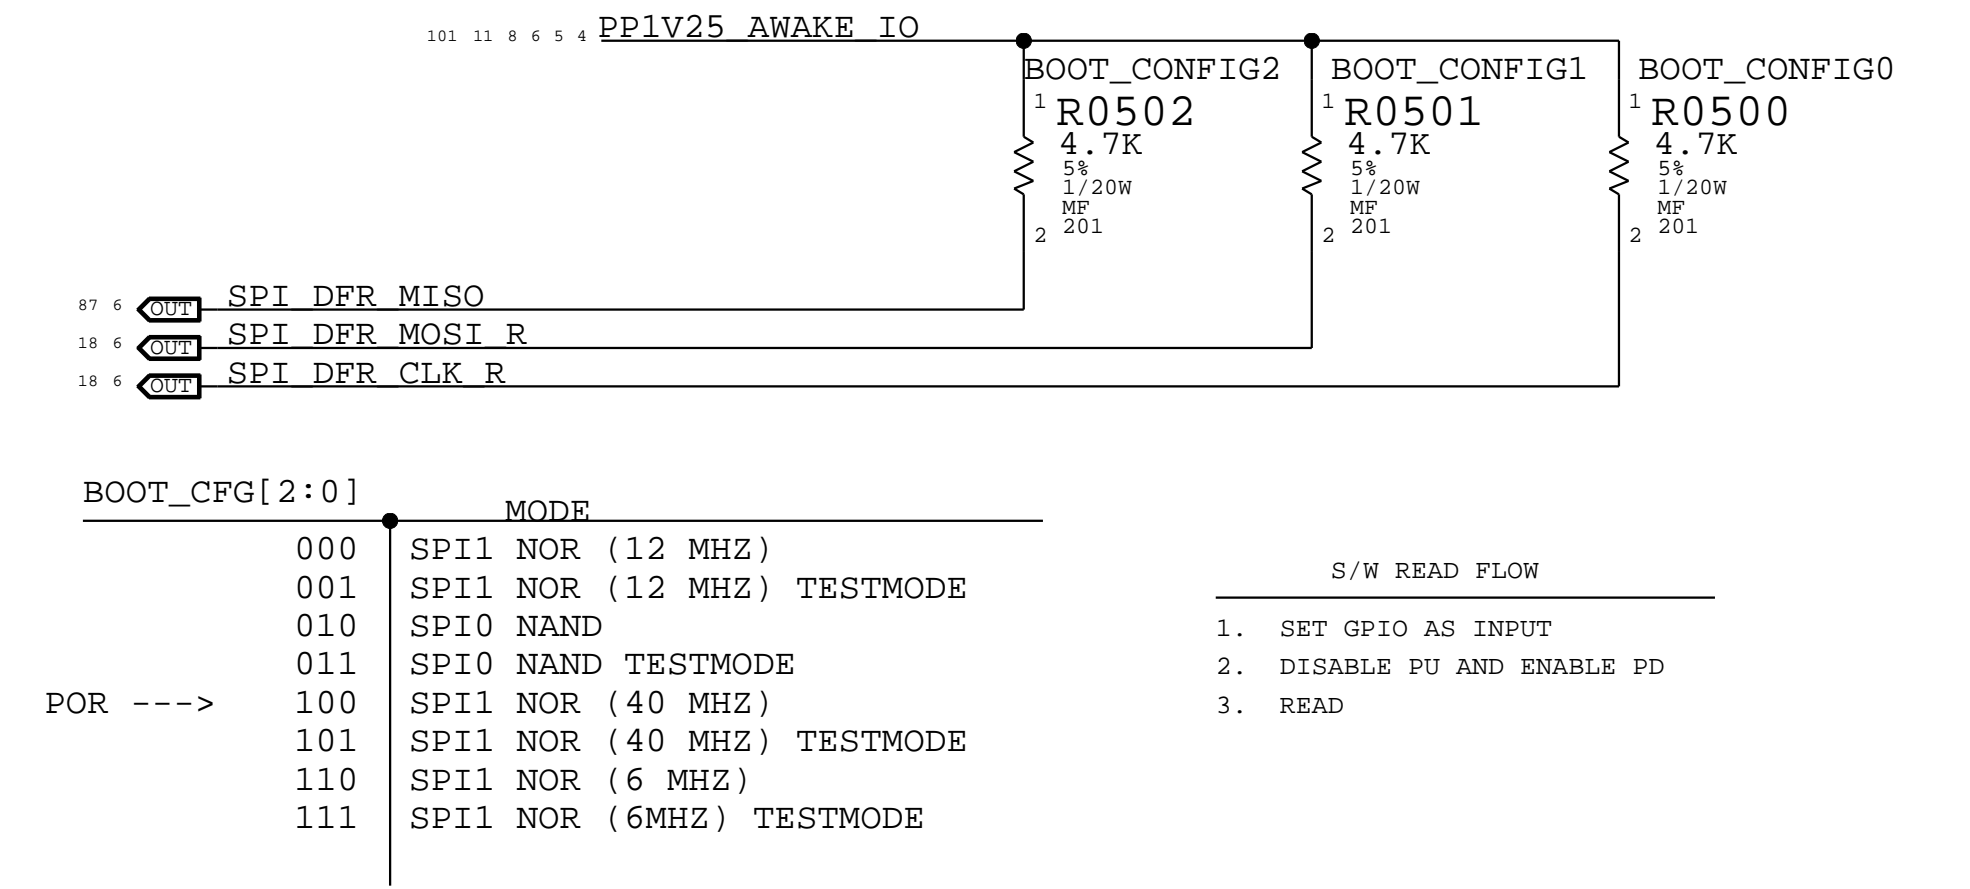 101 11 8 6 5 4 PP1V25_AWAKE_IO
BOOT_CONFIG2 BOOT_CONFIG1 BOOT_CONFIG0
1 R0502 1 R0501 1 R0500
4.7K 4.7K 4.7K
5% 5% 5%
1/20W 1/20W 1/20W
MF MF MF
2 201 2 201 2 201
87 6 OUT SPI_DFR_MISO
18 6 OUT SPI_DFR_MOSI_R
18 6 OUT SPI_DFR_CLK_R
BOOT_CFG[2:0] MODE
000 SPI1 NOR (12 MHZ)
001 SPI1 NOR (12 MHZ) TESTMODE
010 SPI0 NAND
011 SPI0 NAND TESTMODE
POR ---> 100 SPI1 NOR (40 MHZ)
101 SPI1 NOR (40 MHZ) TESTMODE
110 SPI1 NOR (6 MHZ)
111 SPI1 NOR (6MHZ) TESTMODE
S/W READ FLOW
1. SET GPIO AS INPUT
2. DISABLE PU AND ENABLE PD
3. READ